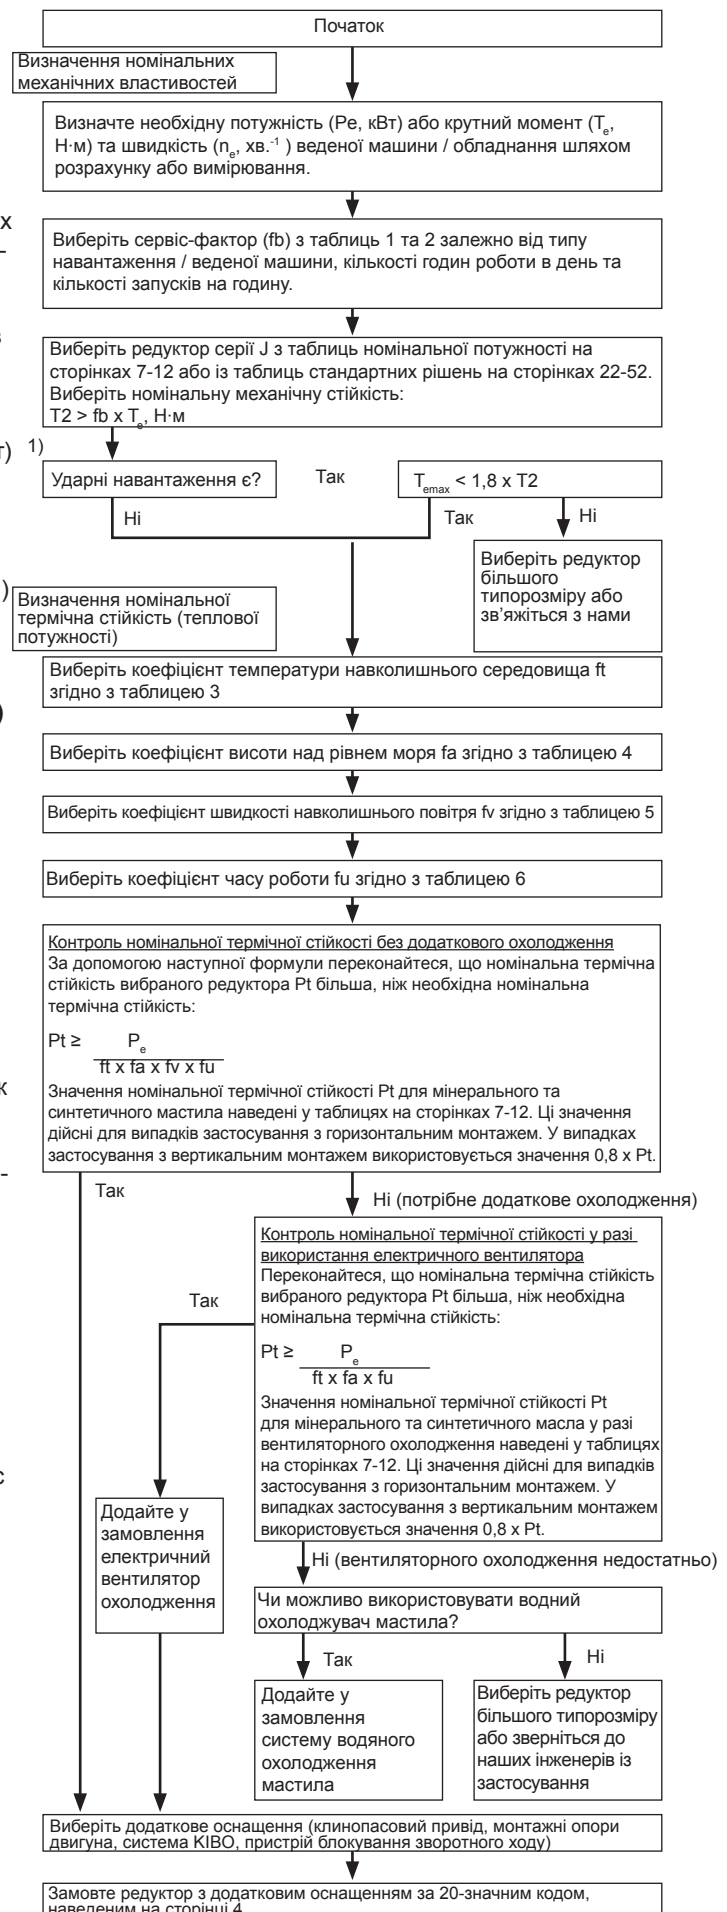 Початок
Визначення номінальних
механічних властивостей
Визначте необхідну потужність (Pe, кВт) або крутний момент (Te,
Н·м) та швидкість (ne, хв.-1 ) веденої машини / обладнання шляхом
розрахунку або вимірювання.
х
-
Виберіть сервіс-фактор (fb) з таблиць 1 та 2 залежно від типу
навантаження / веденої машини, кількості годин роботи в день та
кількості запусків на годину.
Виберіть редуктор серії J з таблиць номінальної потужності на
сторінках 7-12 або із таблиць стандартних рішень на сторінках 22-52.
Виберіть номінальну механічну стійкість:
T2 > fb x Te, Н·м
т) 1)
Ударні навантаження є?
Так
Temax < 1,8 x T2
Ні
Так
Ні
Виберіть редуктор
більшого
типорозміру або
зв’яжіться з нами
)
Визначення номінальної
термічна стійкість (теплової
потужності)
Виберіть коефіцієнт температури навколишнього середовища ft
згідно з таблицею 3
)
Виберіть коефіцієнт висоти над рівнем моря fa згідно з таблицею 4
Виберіть коефіцієнт швидкості навколишнього повітря fv згідно з таблицею 5
Виберіть коефіцієнт часу роботи fu згідно з таблицею 6
Контроль номінальної термічної стійкості без додаткового охолодження
За допомогою наступної формули переконайтеся, що номінальна термічна
стійкість вибраного редуктора Pt більша, ніж необхідна номінальна
термічна стійкість:
Pt ≥ Pe
ft x fa x fv x fu
Значення номінальної термічної стійкості Pt для мінерального та
синтетичного мастила наведені у таблицях на сторінках 7-12. Ці значення
дійсні для випадків застосування з горизонтальним монтажем. У випадках
застосування з вертикальним монтажем використовується значення 0,8 x Pt.
-
Так
Ні (потрібне додаткове охолодження)
Контроль номінальної термічної стійкості у разі
використання електричного вентилятора
Переконайтеся, що номінальна термічна стійкість
вибраного редуктора Pt більша, ніж необхідна
номінальна термічна стійкість:
Так
Pt ≥ Pe
ft x fa x fu
Значення номінальної термічної стійкості Pt
для мінерального та синтетичного масла у разі
вентиляторного охолодження наведені у таблицях
на сторінках 7-12. Ці значення дійсні для випадків
застосування з горизонтальним монтажем. У
випадках застосування з вертикальним монтажем
використовується значення 0,8 x Pt.
с
Додайте у
замовлення
електричний
вентилятор
охолодження
Ні (вентиляторного охолодження недостатньо)
Чи можливо використовувати водний
охолоджувач мастила?
Так
Ні
Додайте у
замовлення
систему водяного
охолодження
мастила
Виберіть редуктор
більшого типорозміру
або зверніться до
наших інженерів із
застосування
Виберіть додаткове оснащення (клинопасовий привід, монтажні опори
двигуна, система KIBO, пристрій блокування зворотного ходу)
Замовте редуктор з додатковим оснащенням за 20-значним кодом,
наведеним на сторінці 4